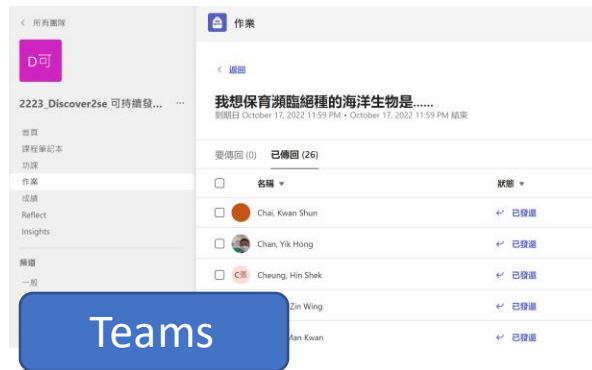 < 所有團隊
D可
2223_Discover2se 可持續發... ...
首頁
課程筆記本
功課
作業
成績
Reflect
Insights
頻道
一般
作業
< 返回
我想保育瀕臨絕種的海洋生物是......
到期日 October 17, 2022 11:59 PM • October 17, 2022 11:59 PM 結束
要傳回 (0) 已傳回 (26)
名稱 狀態
Chai, Kwan Shun 已發還
Chan, Yik Hong 已發還
Cheung, Hin Shek 已發還
Zin Wing 已發還
Man Kwan 已發還
Teams